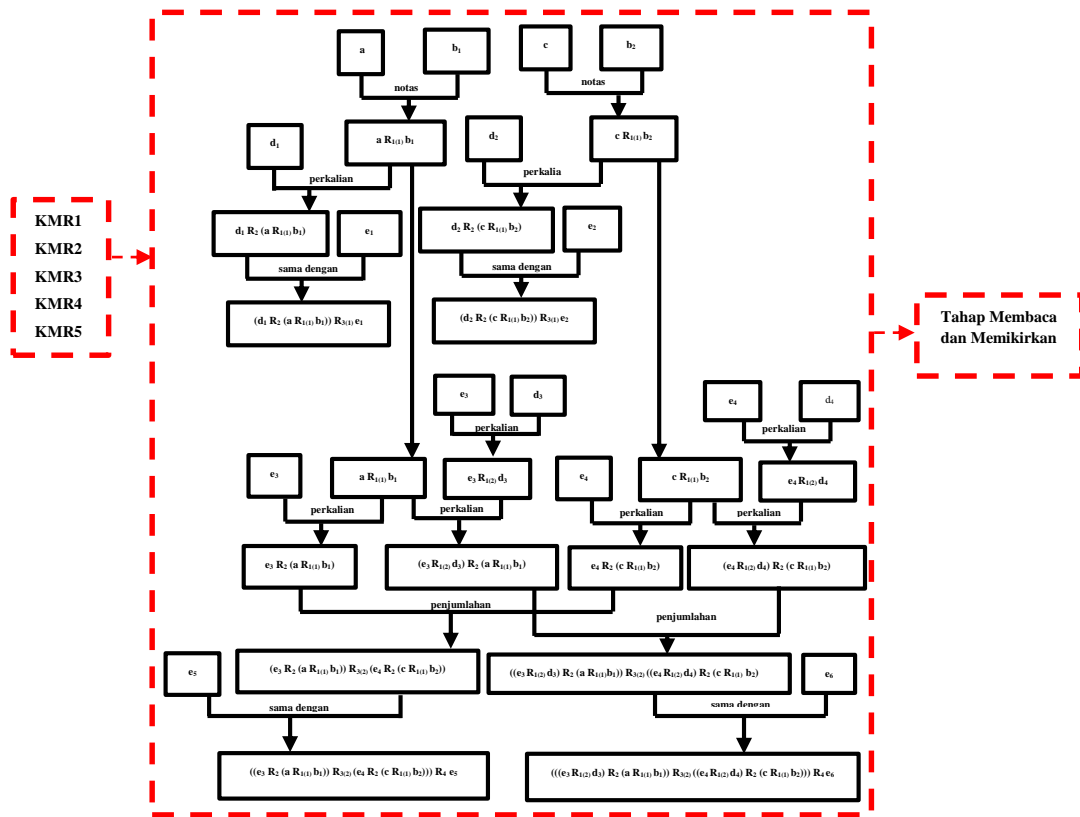 a
b₁
c
b₂
notas
notas
d₁
a R₁₍₁₎ b₁
d₂
c R₁₍₁₎ b₂
perkalian
perkalia
KMR1
KMR2
KMR3
KMR4
KMR5
d₁ R₂ (a R₁₍₁₎ b₁)
e₁
d₂ R₂ (c R₁₍₁₎ b₂)
e₂
sama dengan
sama dengan
(d₁ R₂ (a R₁₍₁₎ b₁)) R₃₍₁₎ e₁
(d₂ R₂ (c R₁₍₁₎ b₂)) R₃₍₁₎ e₂
Tahap Membaca
dan Memikirkan
e₃
d₃
e₄
d₄
perkalian
perkalian
e₃
a R₁₍₁₎ b₁
e₃ R₁₍₂₎ d₃
e₄
c R₁₍₁₎ b₂
e₄ R₁₍₂₎ d₄
perkalian
perkalian
perkalian
perkalian
e₃ R₂ (a R₁₍₁₎ b₁)
(e₃ R₁₍₂₎ d₃) R₂ (a R₁₍₁₎ b₁)
e₄ R₂ (c R₁₍₁₎ b₂)
(e₄ R₁₍₂₎ d₄) R₂ (c R₁₍₁₎ b₂)
penjumlahan
penjumlahan
e₅
(e₃ R₂ (a R₁₍₁₎ b₁)) R₃₍₂₎ (e₄ R₂ (c R₁₍₁₎ b₂))
((e₃ R₁₍₂₎ d₃) R₂ (a R₁₍₁₎ b₁)) R₃₍₂₎ ((e₄ R₁₍₂₎ d₄) R₂ (c R₁₍₁₎ b₂)
e₆
sama dengan
sama dengan
((e₃ R₂ (a R₁₍₁₎ b₁)) R₃₍₂₎ (e₄ R₂ (c R₁₍₁₎ b₂))) R₄ e₅
(((e₃ R₁₍₂₎ d₃) R₂ (a R₁₍₁₎ b₁)) R₃₍₂₎ ((e₄ R₁₍₂₎ d₄) R₂ (c R₁₍₁₎ b₂))) R₄ e₆